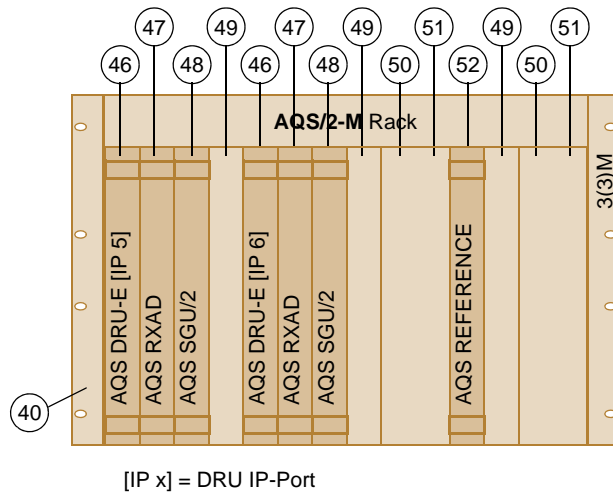 47 49 47 49 51 49 51
46 48 46 48 50 52 50
AQS/2-M Rack
3(3)M
AQS DRU-E [IP 5]
AQS RXAD
AQS SGU/2
AQS DRU-E [IP 6]
AQS RXAD
AQS SGU/2
AQS REFERENCE
40
[IP x] = DRU IP-Port